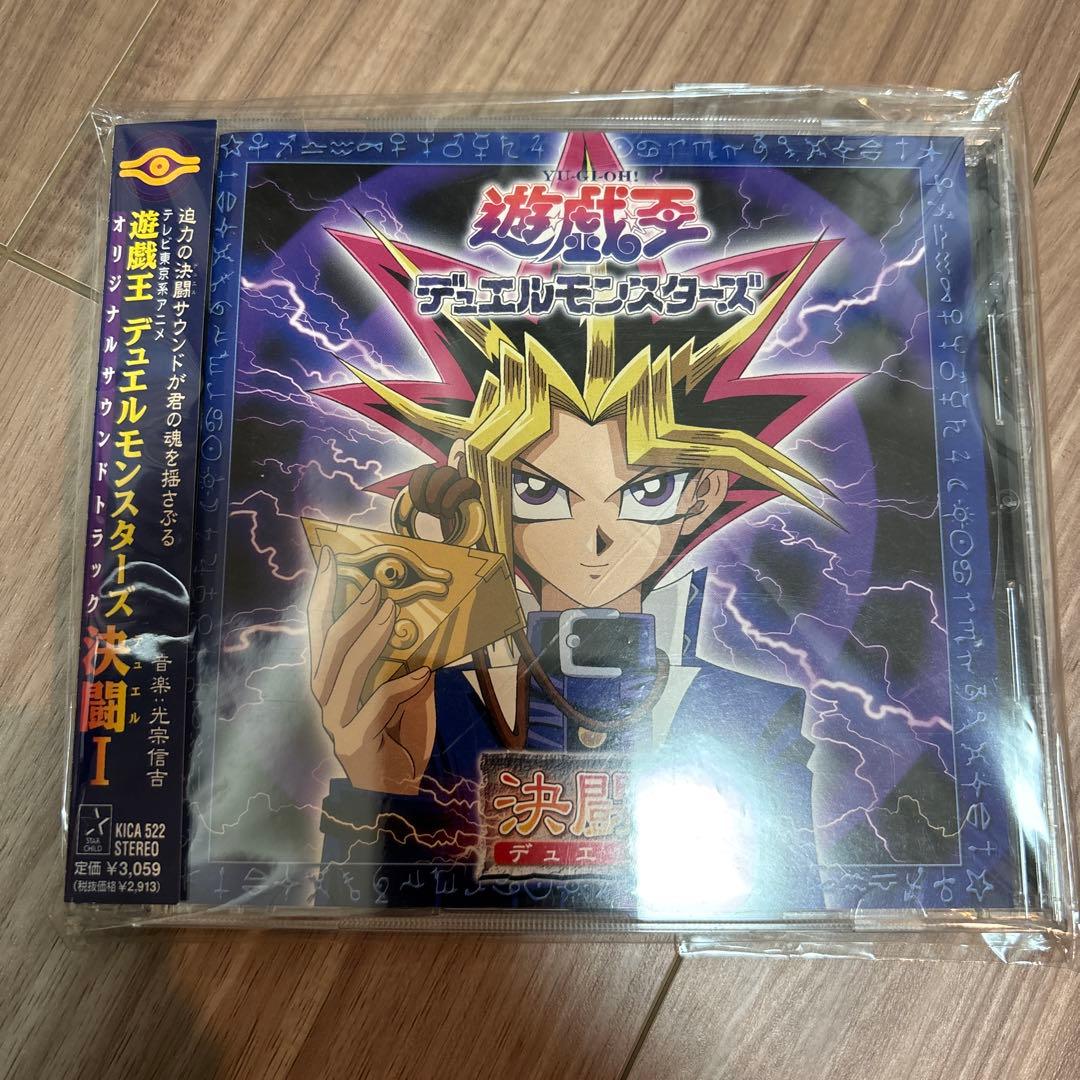 迫力の決闘サウンドが君の魂を揺さぶる
テレビ東京系アニメ
遊戯王 デュエルモンスターズ 決闘 I
オリジナルサウンドトラック
音楽:光宗信吉
STAR CHILD
KICA 522
STEREO
定価 ¥3,059
(税抜価格¥2,913)
YU-GI-OH!
遊戯王
デュエルモンスターズ
決闘
デュエ